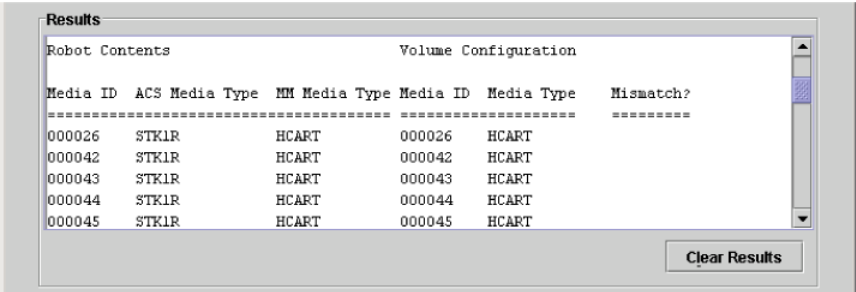 Results
Robot Contents Volume Configuration
Media ID ACS Media Type MM Media Type Media ID Media Type Mismatch?
======================================= ==================== =========
000026 STK1R HCART 000026 HCART
000042 STK1R HCART 000042 HCART
000043 STK1R HCART 000043 HCART
000044 STK1R HCART 000044 HCART
000045 STK1R HCART 000045 HCART
Clear Results